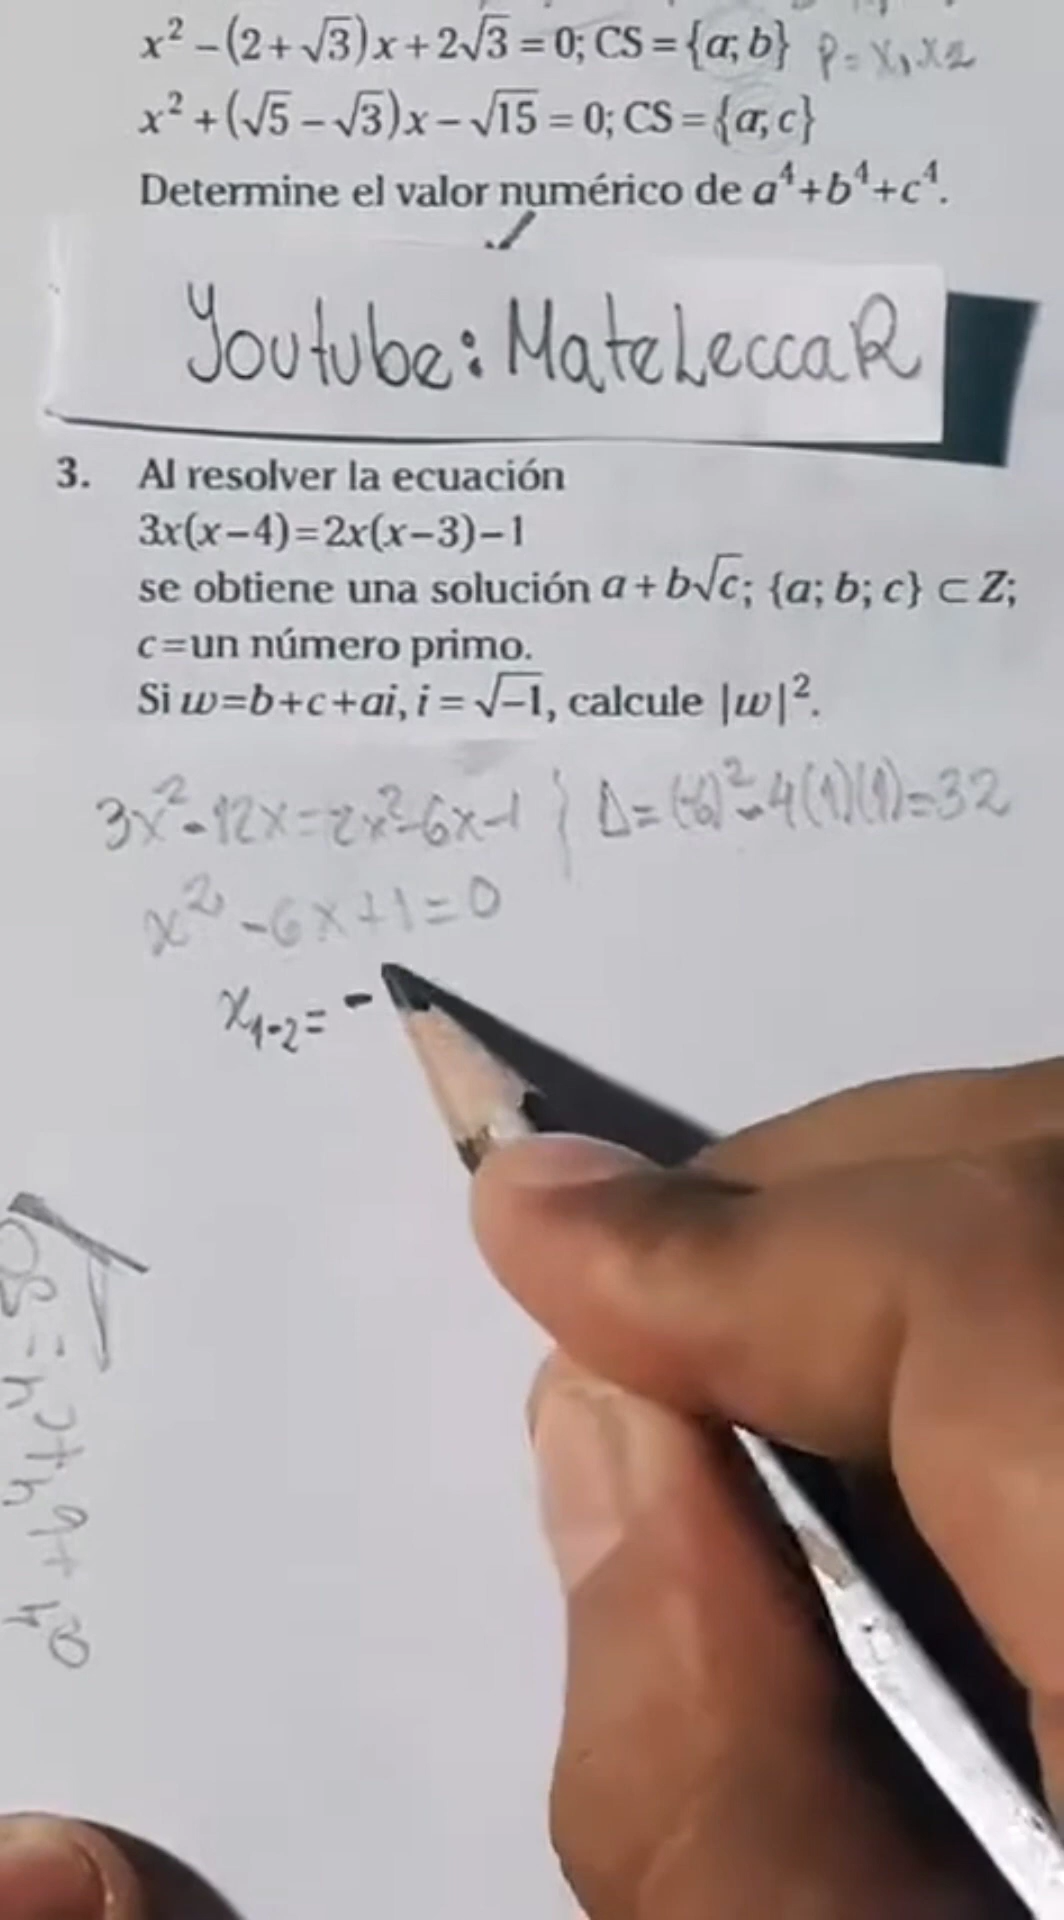 x² − (2 + √3)x + 2√3 = 0; CS = {a; b} P = x₁x₂
x² + (√5 − √3)x − √15 = 0; CS = {a; c}
Determine el valor numérico de a⁴+b⁴+c⁴.
Youtube: MateLeccaR
3. Al resolver la ecuación
3x(x−4)=2x(x−3)−1
se obtiene una solución a+b√c; {a; b; c} ⊂ Z;
c=un número primo.
Si w=b+c+ai, i = √−1, calcule |w|².
3x² - 12x = 2x² - 6x - 1 } Δ = (-6)² - 4(1)(1) = 32
x² - 6x + 1 = 0
x₁₋₂ = -
a⁴ + b⁴ + c⁴ =